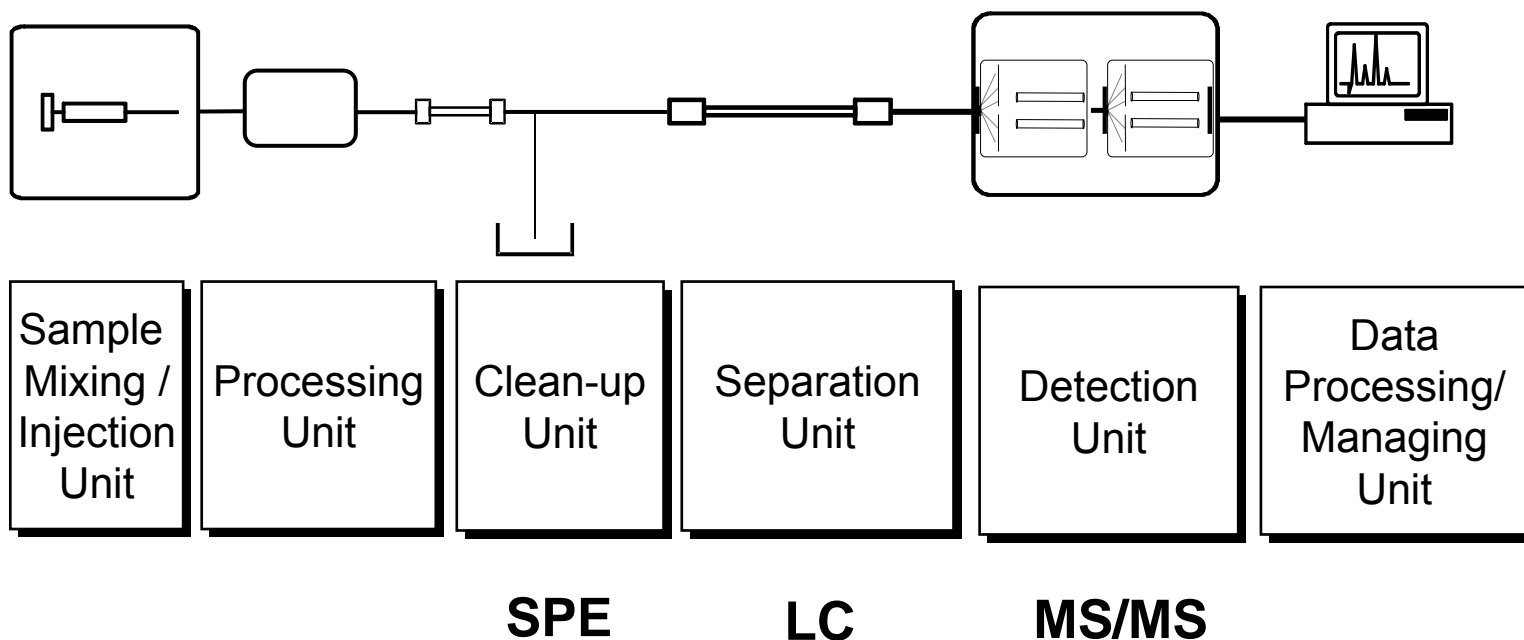 Sample
Mixing /
Injection
Unit
Processing
Unit
Clean-up
Unit
Separation
Unit
Detection
Unit
Data
Processing/
Managing
Unit
SPE
LC
MS/MS